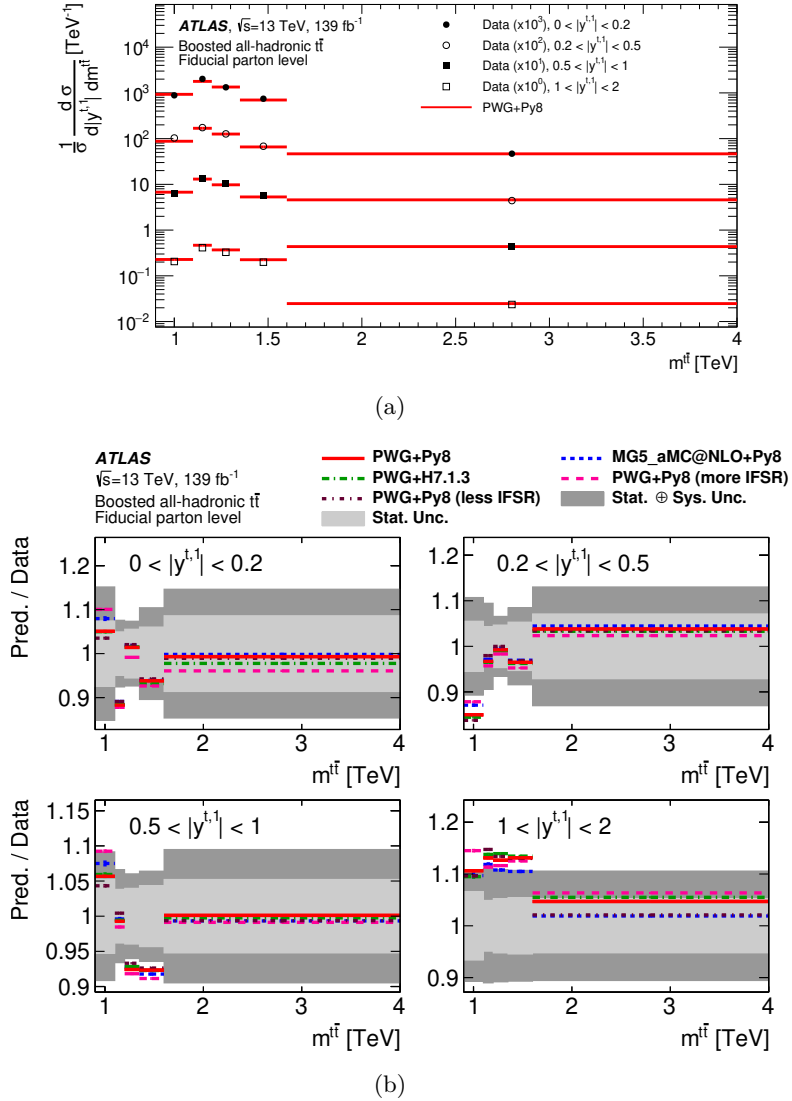 ATLAS, √s=13 TeV, 139 fb⁻¹
Boosted all-hadronic tt̄
Fiducial parton level
Data (x10³), 0 < |y^{t,1}| < 0.2
Data (x10²), 0.2 < |y^{t,1}| < 0.5
Data (x10¹), 0.5 < |y^{t,1}| < 1
Data (x10⁰), 1 < |y^{t,1}| < 2
PWG+Py8
1/σ d σ / d|y^{t,1}| dm^{tt̄} [TeV⁻¹]
10⁴
10³
10²
10
1
10⁻¹
10⁻²
1 1.5 2 2.5 3 3.5 4
m^{tt̄} [TeV]
(a)
ATLAS
√s=13 TeV, 139 fb⁻¹
Boosted all-hadronic tt̄
Fiducial parton level
PWG+Py8
PWG+H7.1.3
PWG+Py8 (less IFSR)
Stat. Unc.
MG5_aMC@NLO+Py8
PWG+Py8 (more IFSR)
Stat. ⊕ Sys. Unc.
Pred. / Data
0 < |y^{t,1}| < 0.2
1.2
1.1
1
0.9
1 2 3 4
m^{tt̄} [TeV]
0.2 < |y^{t,1}| < 0.5
1.2
1.1
1
0.9
1 2 3 4
m^{tt̄} [TeV]
Pred. / Data
0.5 < |y^{t,1}| < 1
1.15
1.1
1.05
1
0.95
0.9
1 2 3 4
m^{tt̄} [TeV]
1 < |y^{t,1}| < 2
1.2
1.1
1
0.9
1 2 3 4
m^{tt̄} [TeV]
(b)